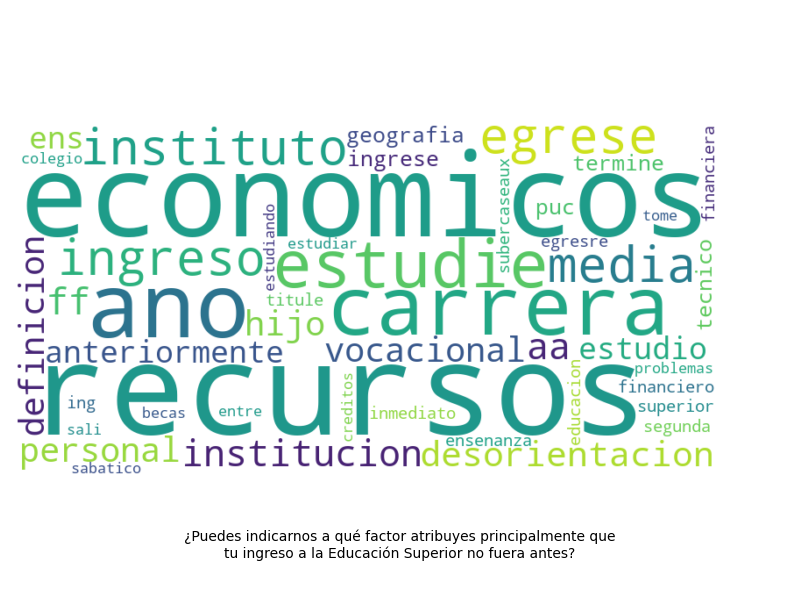 ens
instituto
geografia
egrese
financiera
colegio
ingrese
termine
economicos
subercaseaux
puc
tome
estudiando
estudiar
egresre
definicion
ingreso
estudie
media
tecnico
ff
ano
titule
carrera
hijo
anteriormente
vocacional
aa
estudio
recursos
creditos
educacion
problemas
financiero
ing
becas
entre
inmediato
superior
sali
segunda
personal
institucion
ensenanza
desorientacion
sabatico
¿Puedes indicarnos a qué factor atribuyes principalmente que
tu ingreso a la Educación Superior no fuera antes?